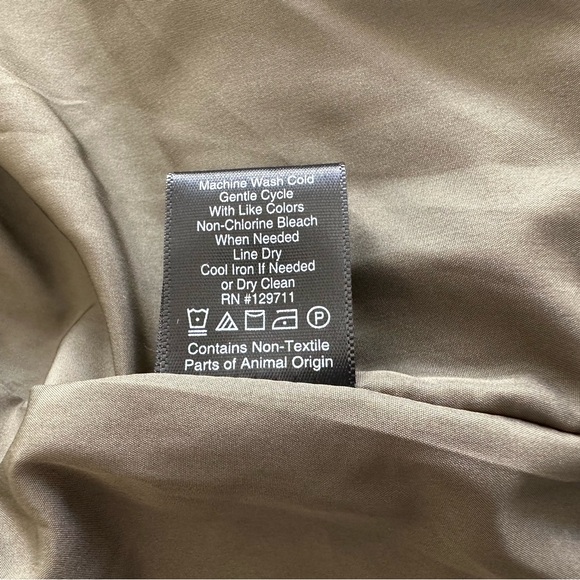 Machine Wash Cold
Gentle Cycle
With Like Colors
Non-Chlorine Bleach
When Needed
Line Dry
Cool Iron If Needed
or Dry Clean
RN #129711
P
Contains Non-Textile
Parts of Animal Origin